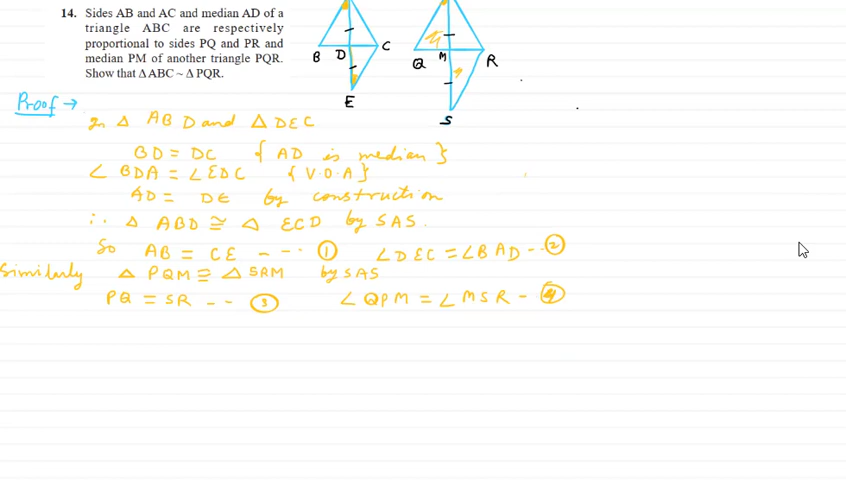 14. Sides AB and AC and median AD of a
triangle ABC are respectively
proportional to sides PQ and PR and
median PM of another triangle PQR.
Show that Δ ABC ~ Δ PQR.
B D C
E
Q M R
S
Proof →
In Δ ABD and Δ DEC
BD = DC { AD is median }
∠ BDA = ∠ EDC { V.O.A }
AD = DE by construction
∴ Δ ABD ≅ Δ ECD by SAS.
So AB = CE --- ① ∠DEC = ∠BAD -- ②
Similarly Δ PQM ≅ Δ SRM by SAS
PQ = SR -- ③ ∠ QPM = ∠ MSR - ④